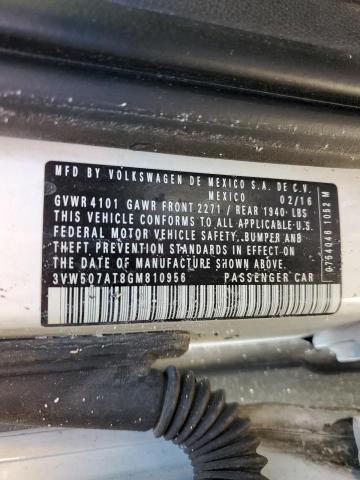 MFD BY VOLKSWAGEN DE MEXICO S.A. DE C.V.
MEXICO 02/16
GVWR 4101 GAWR FRONT 2271 / REAR 1940 LBS
THIS VEHICLE CONFORMS TO ALL APPLICABLE U.S.
FEDERAL MOTOR VEHICLE SAFETY, BUMPER AND
THEFT PREVENTION STANDARDS IN EFFECT ON
THE DATE OF MANUFACTURE SHOWN ABOVE.
3VW507AT8GM810956 PASSENGER CAR
0764046 1052 M